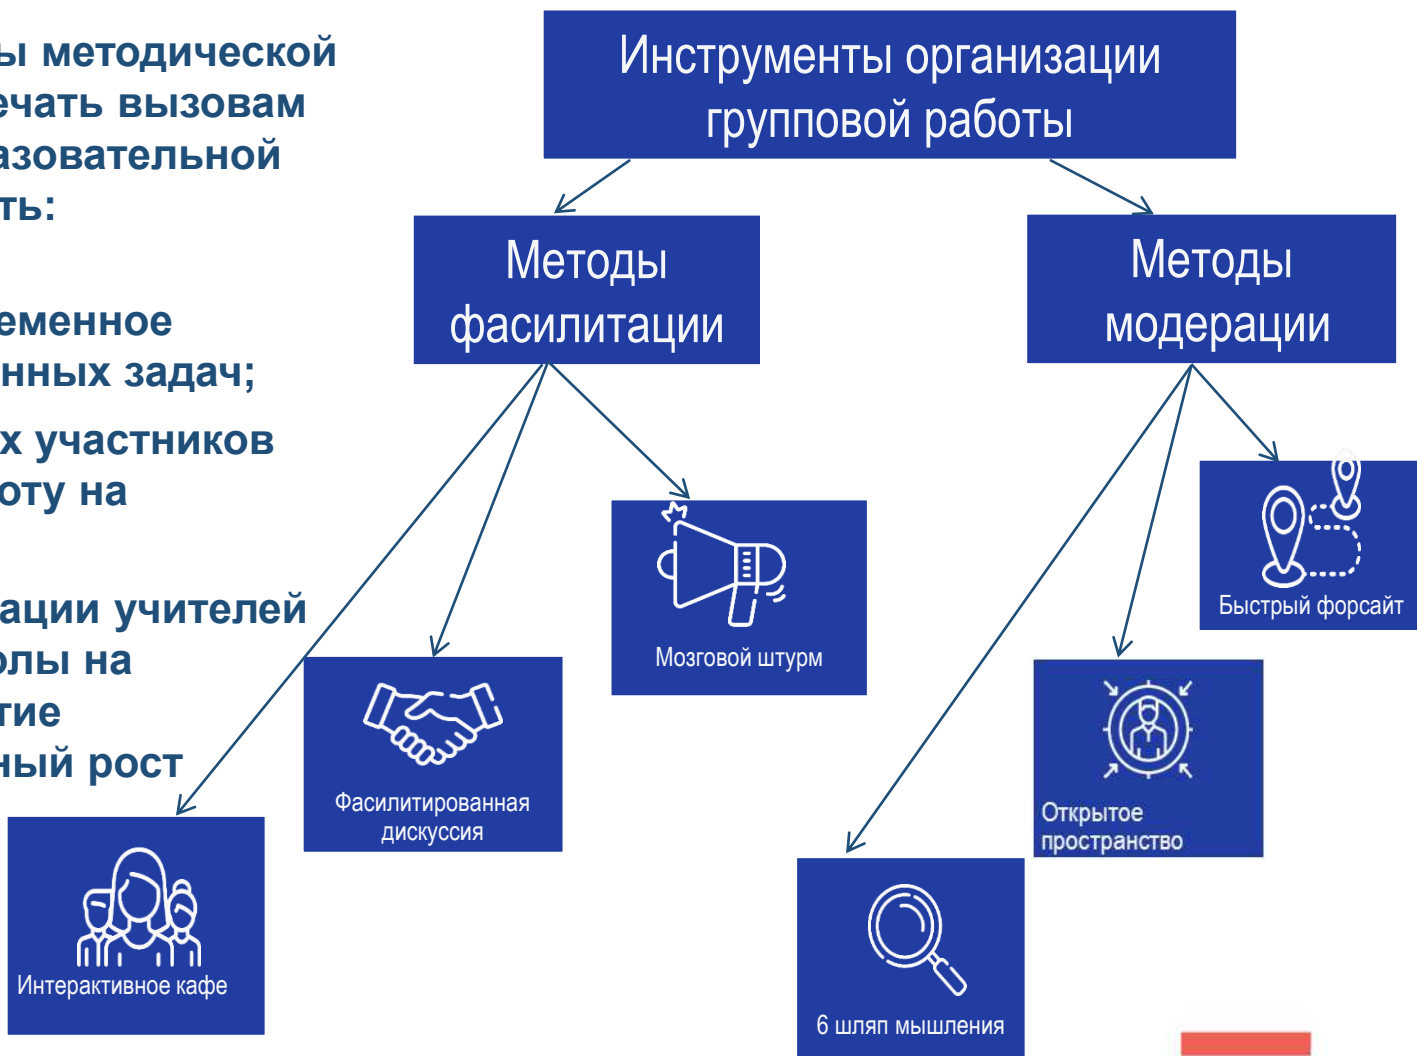 ы методической
ечать вызовам
азовательной
ть:
еменное
нных задач;
х участников
оту на
ации учителей
олы на
тие
ный рост
Инструменты организации
групповой работы
Методы
фасилитации
Методы
модерации
Мозговой штурм
Фасилитированная
дискуссия
Интерактивное кафе
Быстрый форсайт
Открытое
пространство
6 шляп мышления